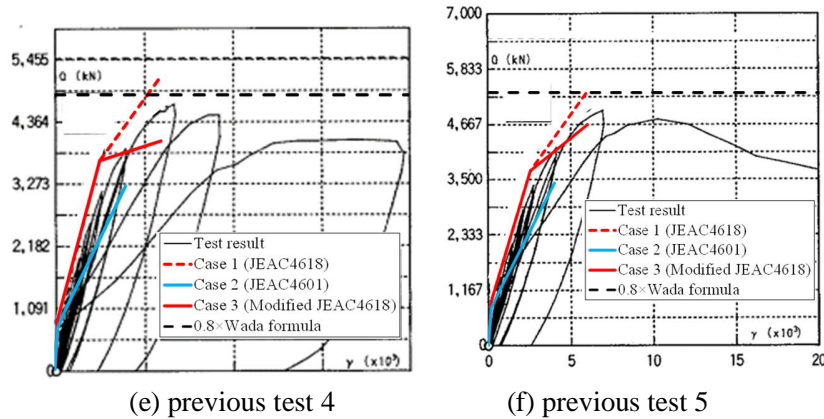 5,455
Q (kN)
4,364
3,273
2,182
1,091
0
Test result
Case 1 (JEAC4618)
Case 2 (JEAC4601)
Case 3 (Modified JEAC4618)
0.8×Wada formula
γ (x10³)
(e) previous test 4
7,000
5,833
Q (kN)
4,667
3,500
2,333
1,167
0
Test result
Case 1 (JEAC4618)
Case 2 (JEAC4601)
Case 3 (Modified JEAC4618)
0.8×Wada formula
γ (x10³)
0 5 10 15 20
(f) previous test 5